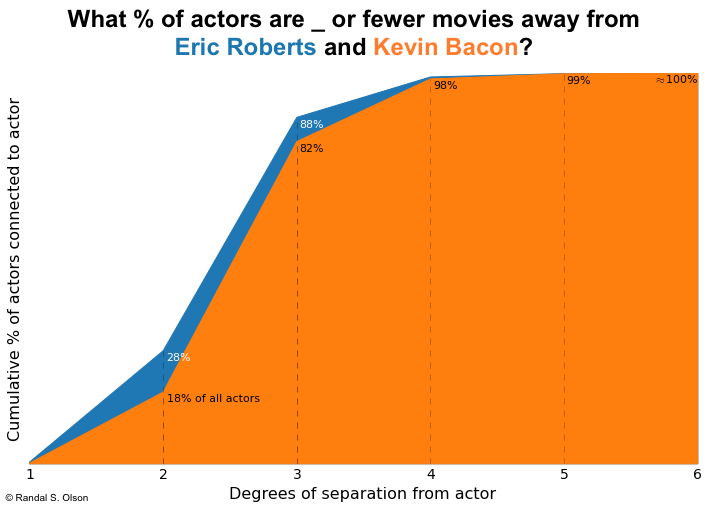 What % of actors are _ or fewer movies away from
Eric Roberts and Kevin Bacon?
Cumulative % of actors connected to actor
28%
18% of all actors
88%
82%
98%
99%
≈100%
1 2 3 4 5 6
Degrees of separation from actor
© Randal S. Olson